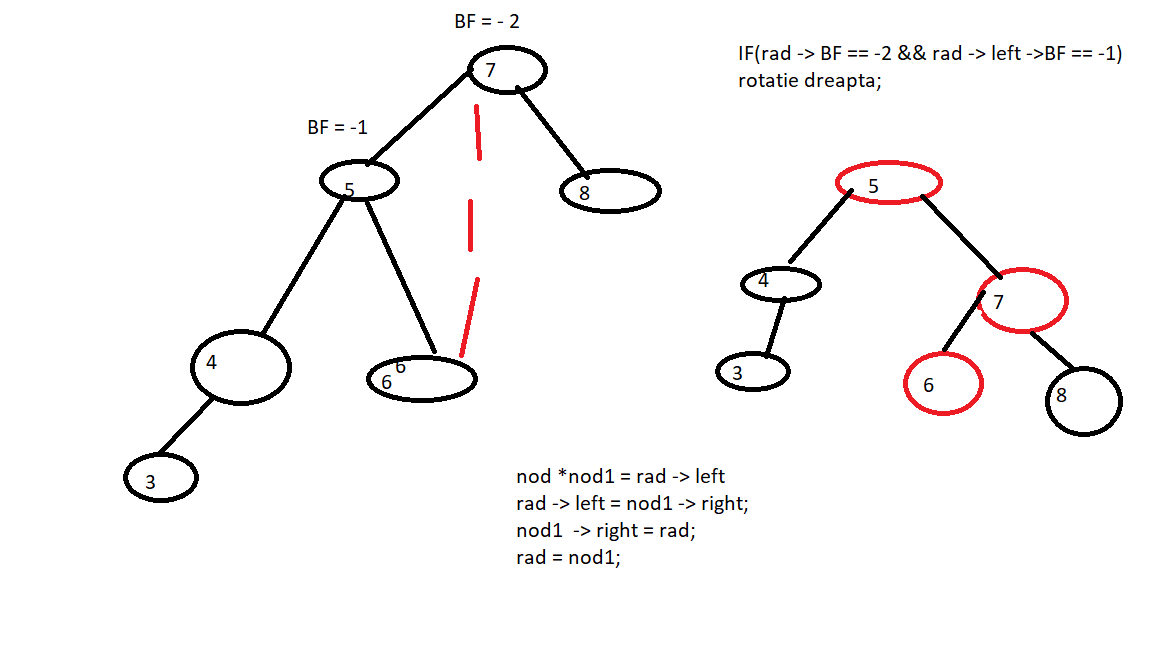 BF = - 2
IF(rad -> BF == -2 && rad -> left ->BF == -1)
rotatie dreapta;
7
BF = -1
5
8
5
4
7
4
6
6
3
6
8
3
nod *nod1 = rad -> left
rad -> left = nod1 -> right;
nod1  -> right = rad;
rad = nod1;